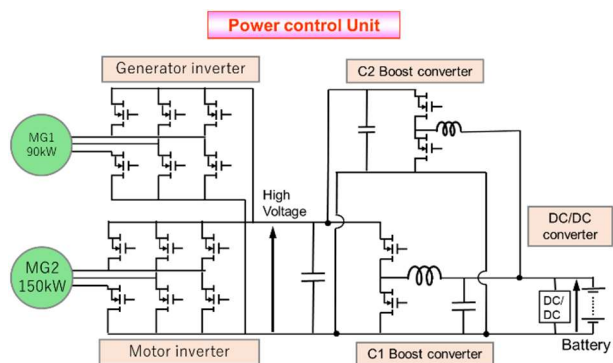 Power control Unit
Generator inverter
C2 Boost converter
MG1
90kW
High
Voltage
DC/DC
converter
MG2
150kW
DC/
DC
Battery
Motor inverter
C1 Boost converter